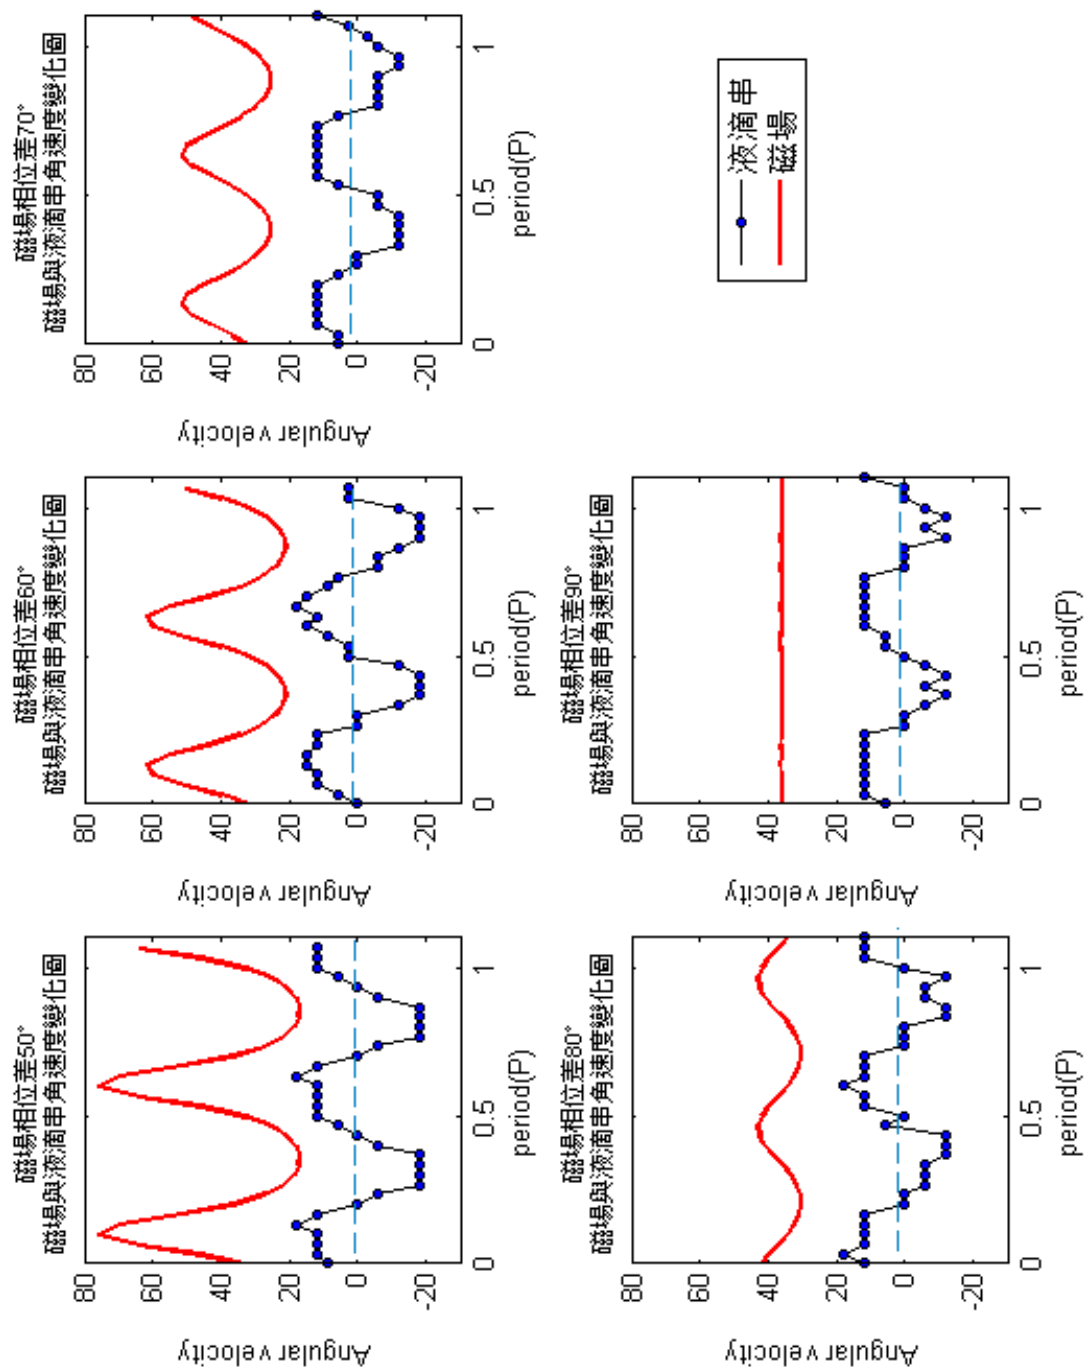 磁場相位差50°
磁場與液滴串角速度變化圖
80
60
40
20
0
-20
Angular velocity
0
0.5
1
period(P)
磁場相位差60°
磁場與液滴串角速度變化圖
80
60
40
20
0
-20
Angular velocity
0
0.5
1
period(P)
磁場相位差70°
磁場與液滴串角速度變化圖
80
60
40
20
0
-20
Angular velocity
0
0.5
1
period(P)
磁場相位差80°
磁場與液滴串角速度變化圖
80
60
40
20
0
-20
Angular velocity
0
0.5
1
period(P)
磁場相位差90°
磁場與液滴串角速度變化圖
80
60
40
20
0
-20
Angular velocity
0
0.5
1
period(P)
液滴串
磁場